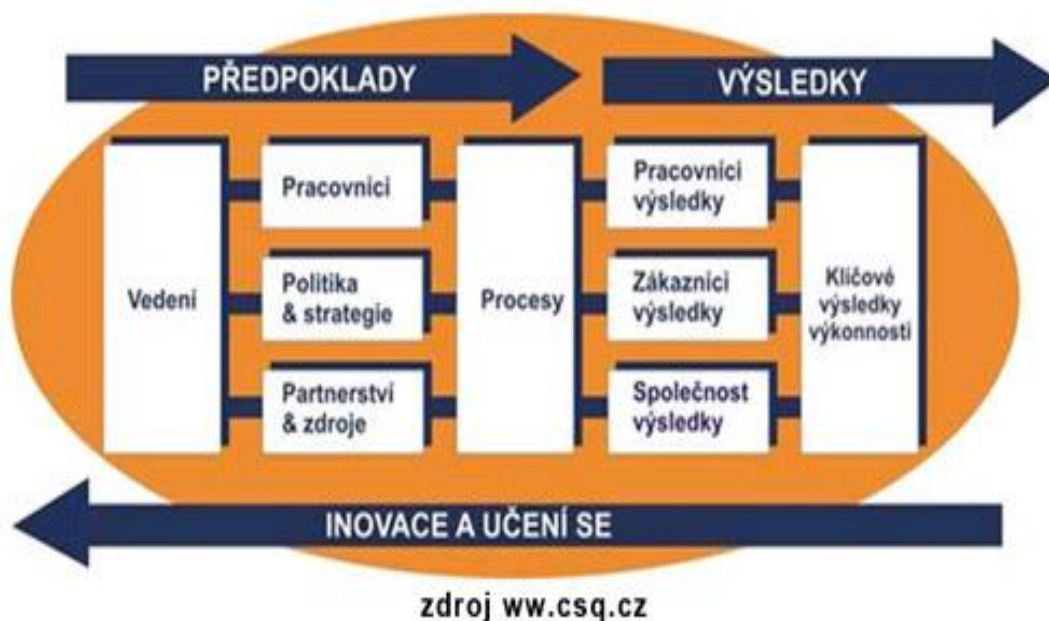 PŘEDPOKLADY
VÝSLEDKY
Vedení
Pracovníci
Politika
& strategie
Partnerství
& zdroje
Procesy
Pracovníci
výsledky
Zákazníci
výsledky
Společnost
výsledky
Klíčové
výsledky
výkonnosti
INOVACE A UČENÍ SE
zdroj ww.csq.cz